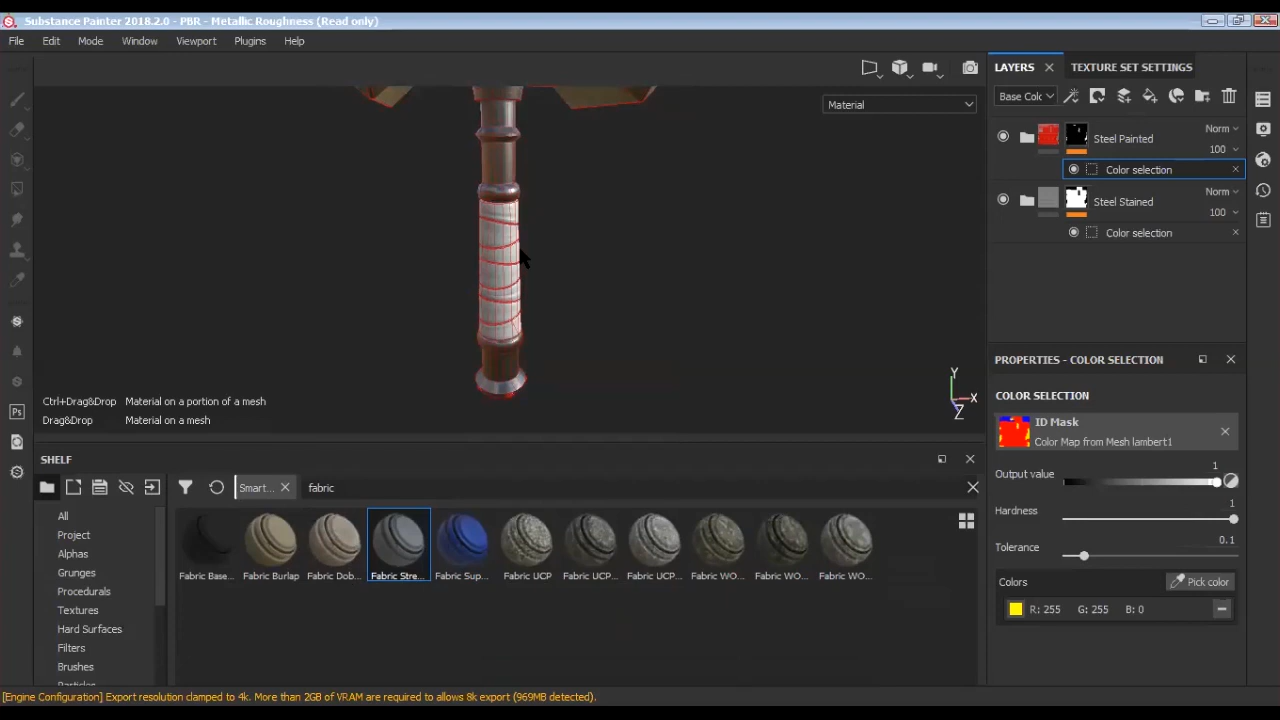 Substance Painter 2018.2.0 - PBR - Metallic Roughness (Read only)
File Edit Mode Window Viewport Plugins Help
Material
LAYERS TEXTURE SET SETTINGS
Base Colc
Steel Painted Norm 100
Color selection
Steel Stained Norm 100
Color selection
Y
X
Z
Ctrl+Drag&Drop Material on a portion of a mesh
Drag&Drop Material on a mesh
PROPERTIES - COLOR SELECTION
COLOR SELECTION
ID Mask
Color Map from Mesh lambert1
Output value 1
Hardness 1
Tolerance 0.1
Colors Pick color
R: 255 G: 255 B: 0
SHELF
Smart... fabric
Ps
All
Project
Alphas
Grunges
Procedurals
Textures
Hard Surfaces
Filters
Brushes
Fabric Base... Fabric Burlap Fabric Dob... Fabric Stre... Fabric Sup... Fabric UCP Fabric UCP... Fabric UCP... Fabric WO... Fabric WO... Fabric WO...
[Engine Configuration] Export resolution clamped to 4k. More than 2GB of VRAM are required to allows 8k export (969MB detected).